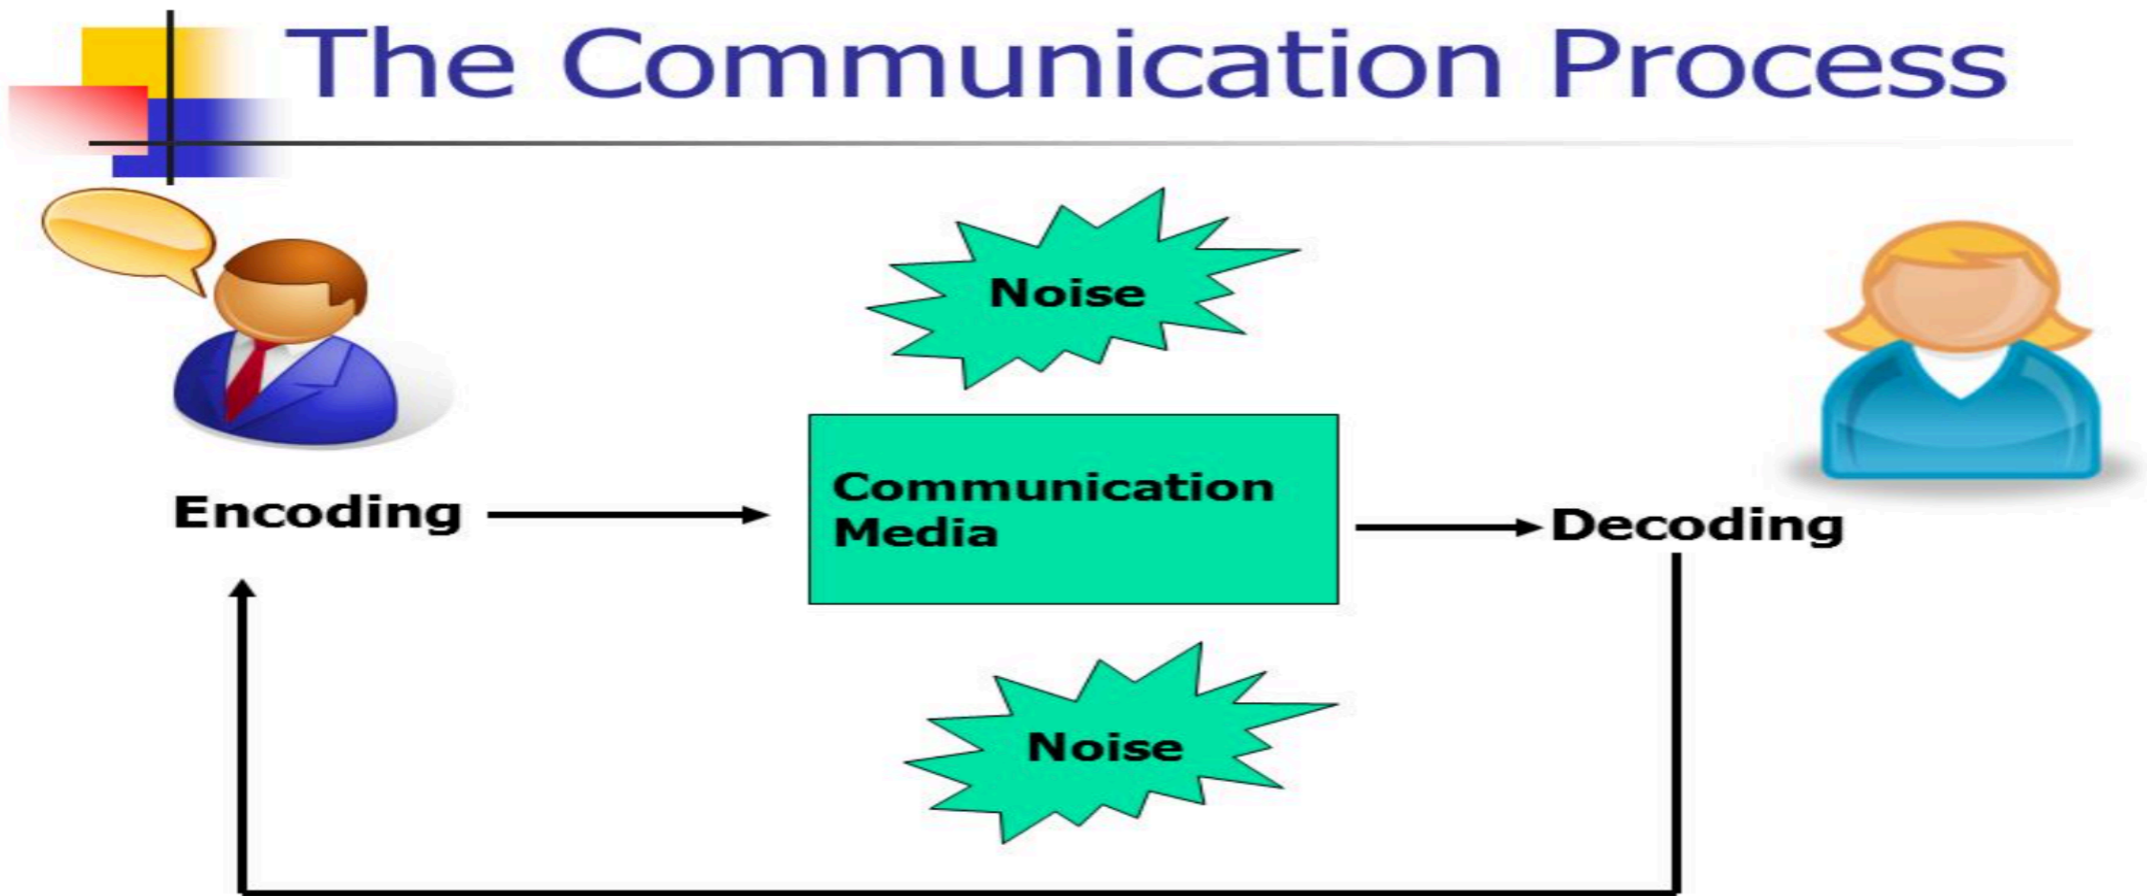 The Communication Process
Noise
Communication
Media
Encoding
Decoding
Noise